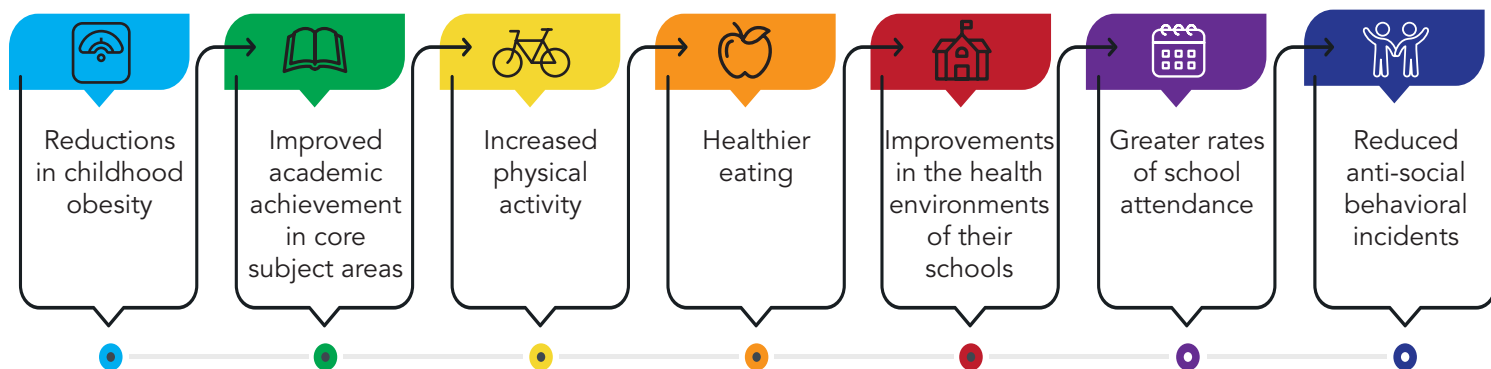 Reductions
in childhood
obesity
Improved
academic
achievement
in core
subject areas
Increased
physical
activity
Healthier
eating
Improvements
in the health
environments
of their
schools
Greater rates
of school
attendance
Reduced
anti-social
behavioral
incidents